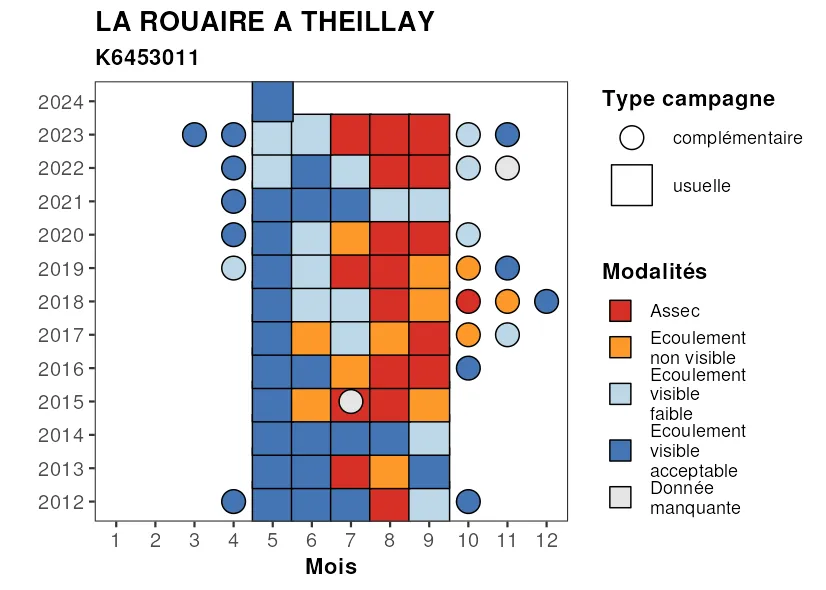 LA ROUAIRE A THEILLAY
K6453011
2024
2023
2022
2021
2020
2019
2018
2017
2016
2015
2014
2013
2012
1 2 3 4 5 6 7 8 9 10 11 12
Mois
Type campagne
complémentaire
usuelle
Modalités
Assec
Ecoulement
non visible
Ecoulement
visible
faible
Ecoulement
visible
acceptable
Donnée
manquante